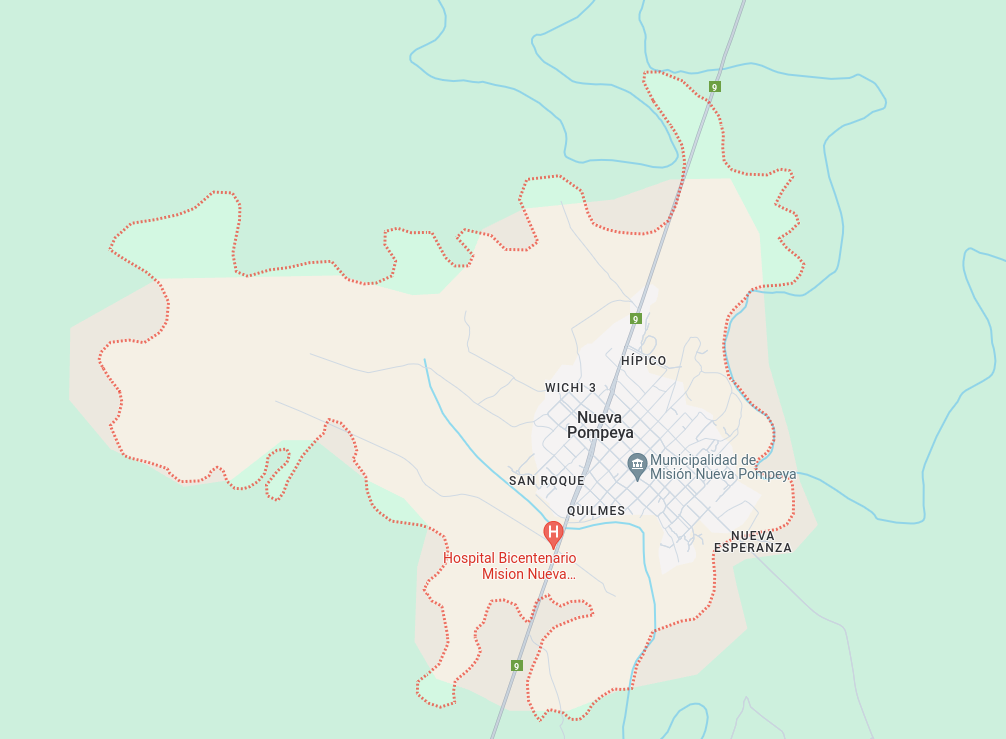 9
9
HÍPICO
WICHI 3
Nueva
Pompeya
Municipalidad de
Misión Nueva Pompeya
SAN ROQUE
QUILMES
H
NUEVA
ESPERANZA
Hospital Bicentenario
Mision Nueva...
9